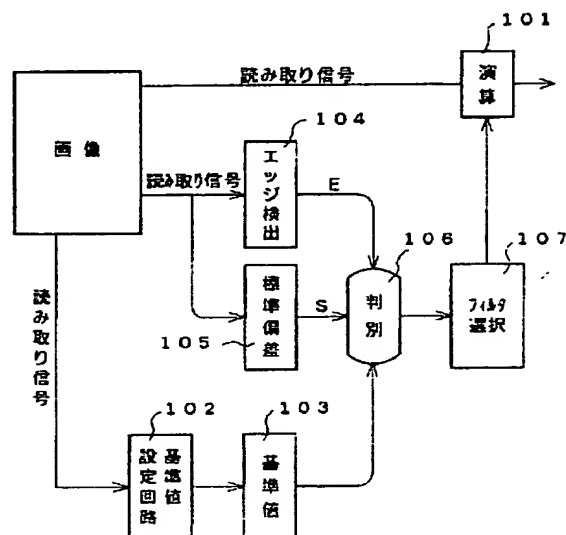 101
読み取り信号
演算
画像
104
読み取り信号
エッジ検出
E
106
107
標準偏差
S
判別
フィルタ
選択
105
読み取り信号
102
103
基準値
設定回路
基準値